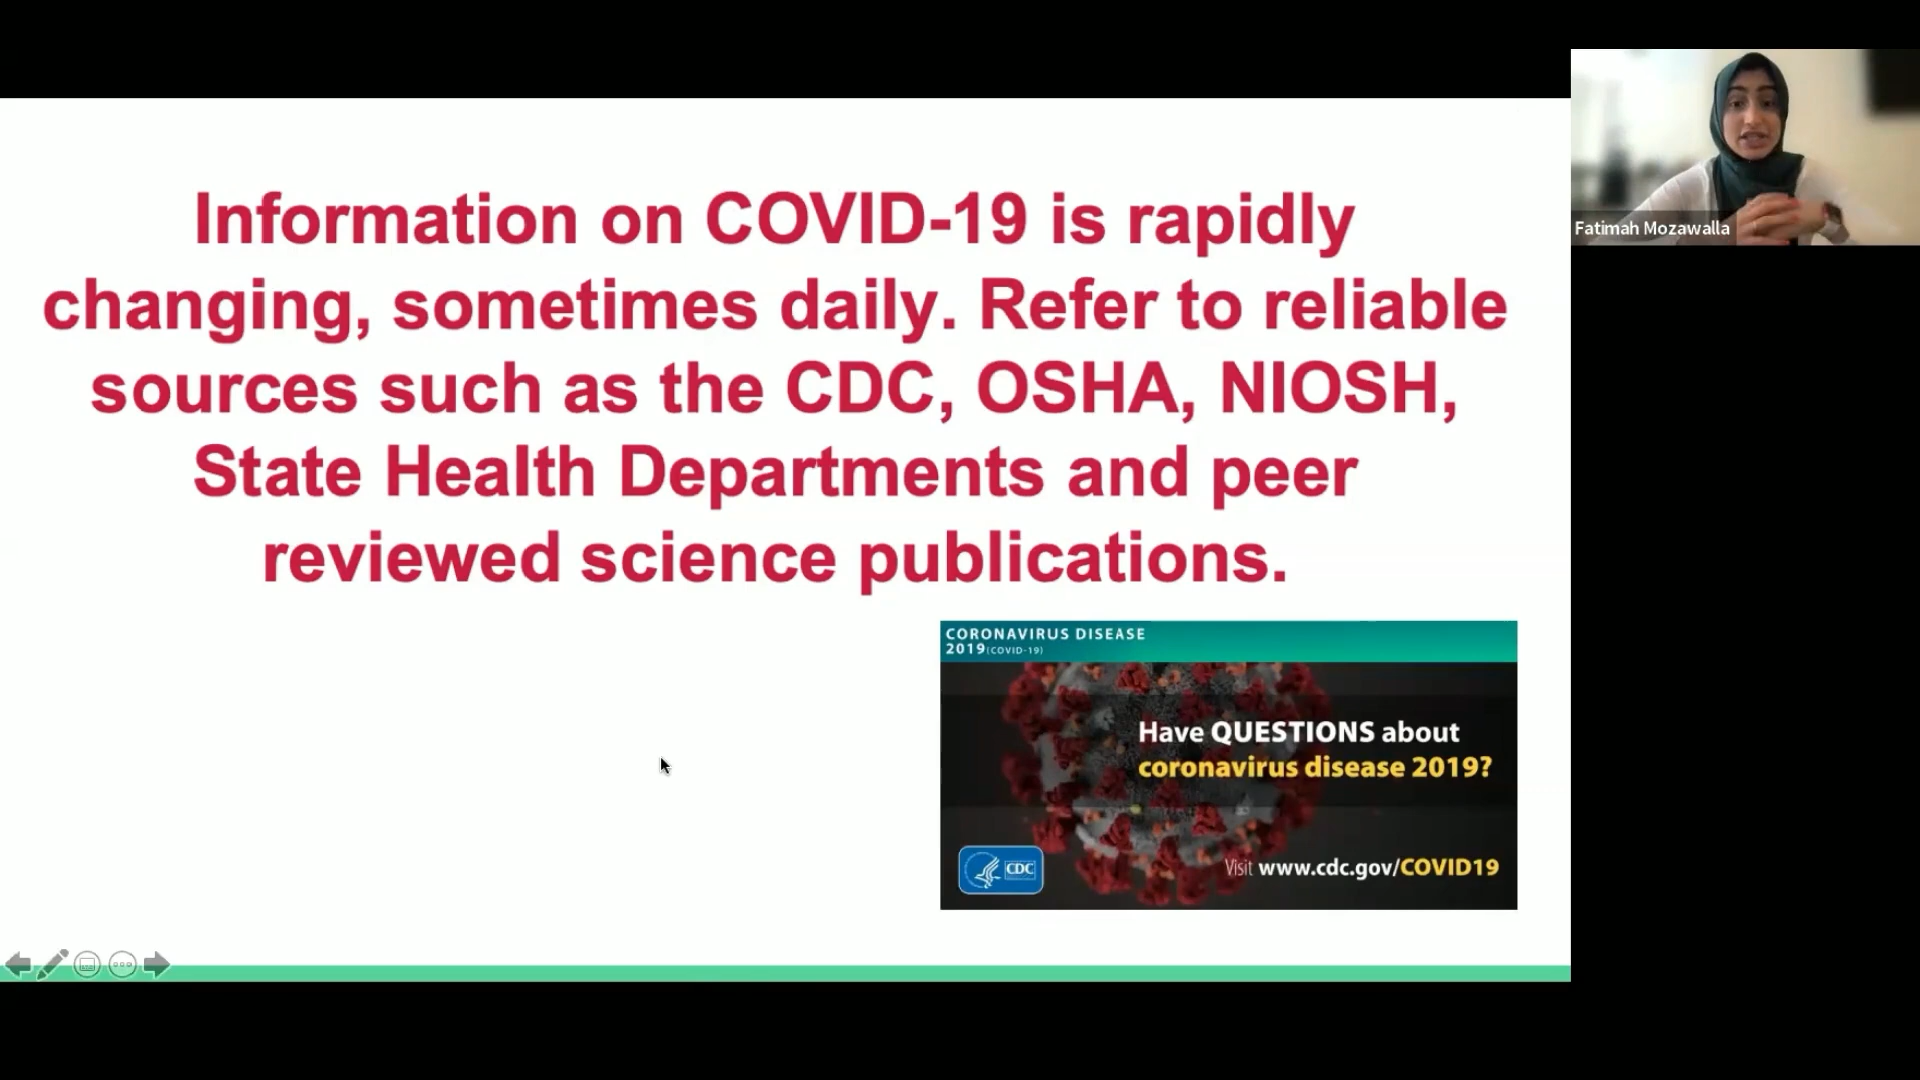 Information on COVID-19 is rapidly
changing, sometimes daily. Refer to reliable
sources such as the CDC, OSHA, NIOSH,
State Health Departments and peer
reviewed science publications.
CORONAVIRUS DISEASE
2019 (COVID-19)
Have QUESTIONS about
coronavirus disease 2019?
CDC
Visit www.cdc.gov/COVID19
Fatimah Mozawalla